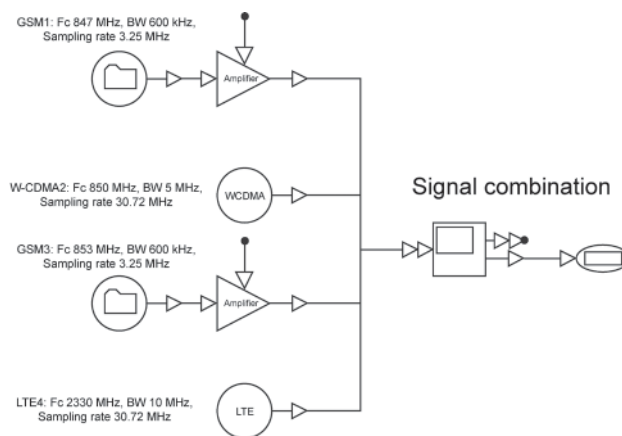 GSM1: Fc 847 MHz, BW 600 kHz,
Sampling rate 3.25 MHz
Amplifier
W-CDMA2: Fc 850 MHz, BW 5 MHz,
Sampling rate 30.72 MHz
WCDMA
Signal combination
GSM3: Fc 853 MHz, BW 600 kHz,
Sampling rate 3.25 MHz
Amplifier
LTE4: Fc 2330 MHz, BW 10 MHz,
Sampling rate 30.72 MHz
LTE